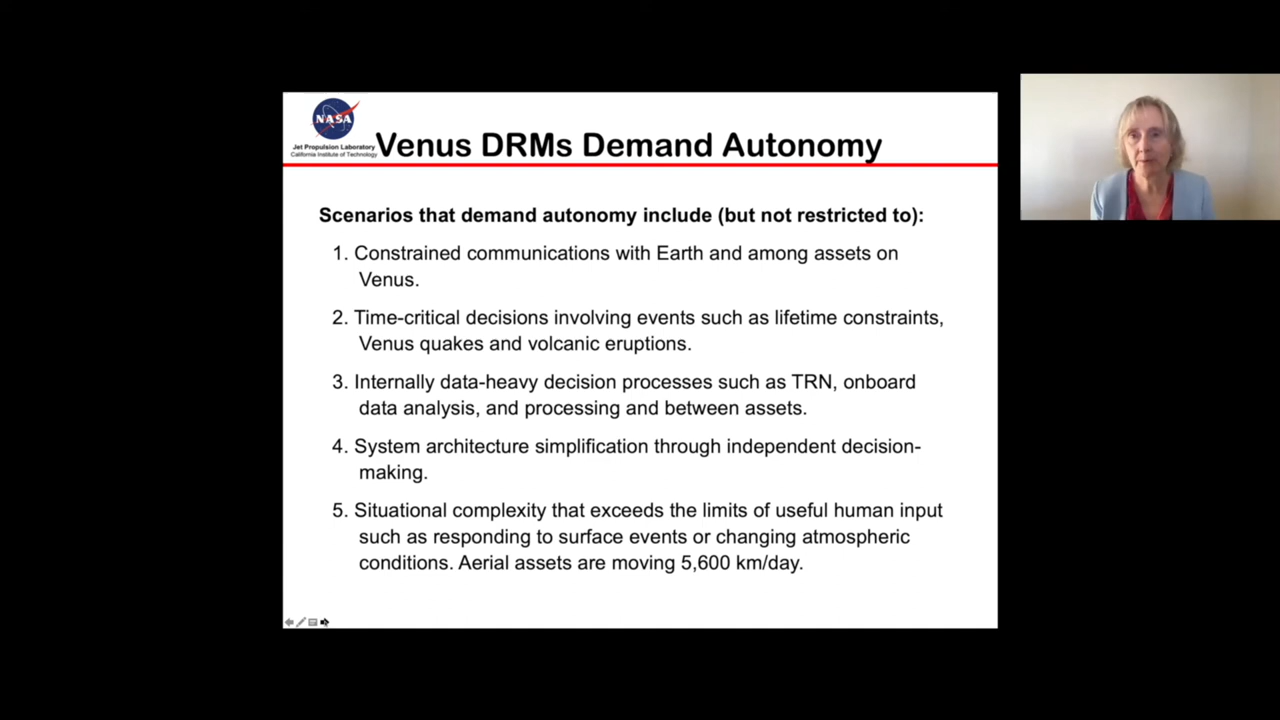 NASA
Jet Propulsion Laboratory
California Institute of Technology
Venus DRMs Demand Autonomy
Scenarios that demand autonomy include (but not restricted to):
1. Constrained communications with Earth and among assets on
Venus.
2. Time-critical decisions involving events such as lifetime constraints,
Venus quakes and volcanic eruptions.
3. Internally data-heavy decision processes such as TRN, onboard
data analysis, and processing and between assets.
4. System architecture simplification through independent decision-
making.
5. Situational complexity that exceeds the limits of useful human input
such as responding to surface events or changing atmospheric
conditions. Aerial assets are moving 5,600 km/day.